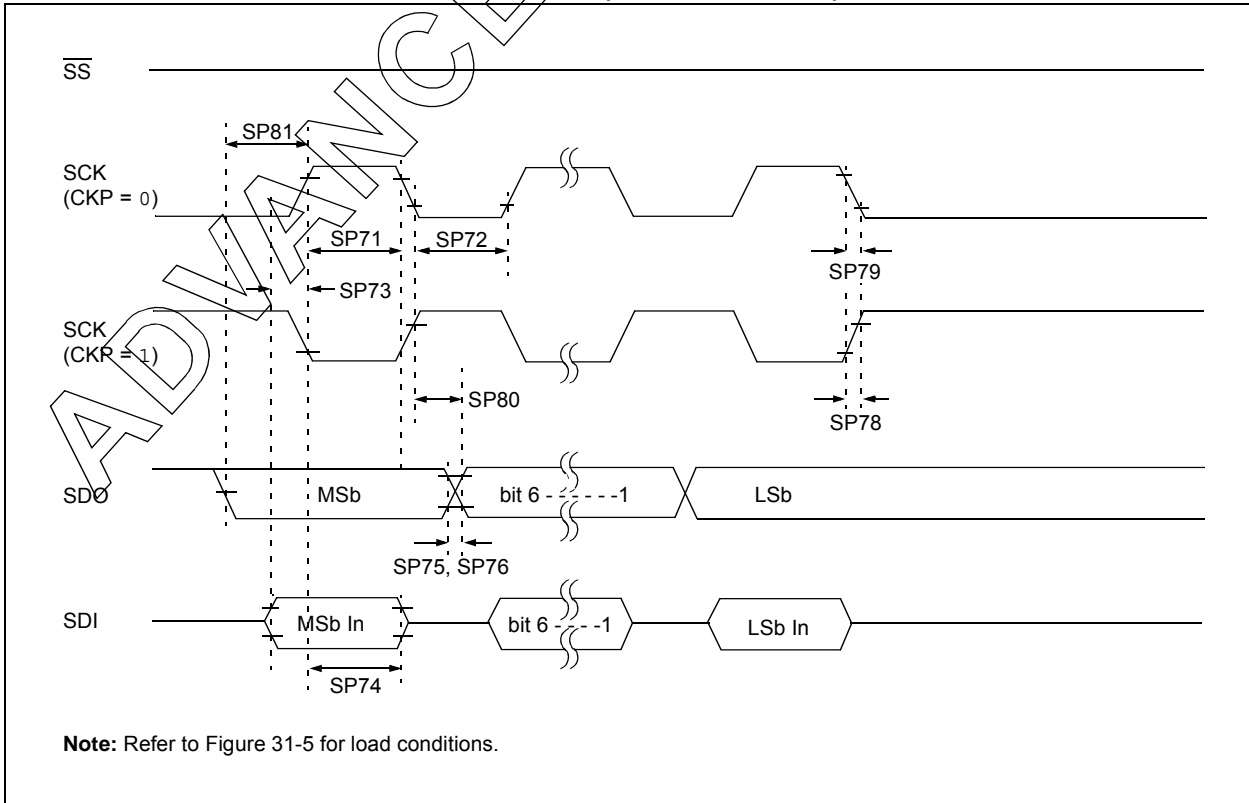 SS
SP81
SCK
(CKP = 0)
SP71
SP72
SP79
SP73
SCK
(CKP = 1)
SP80
SP78
SDO
MSb
bit 6 - - - - - -1
LSb
SP75, SP76
SDI
MSb In
bit 6 - - - -1
LSb In
SP74
Note: Refer to Figure 31-5 for load conditions.